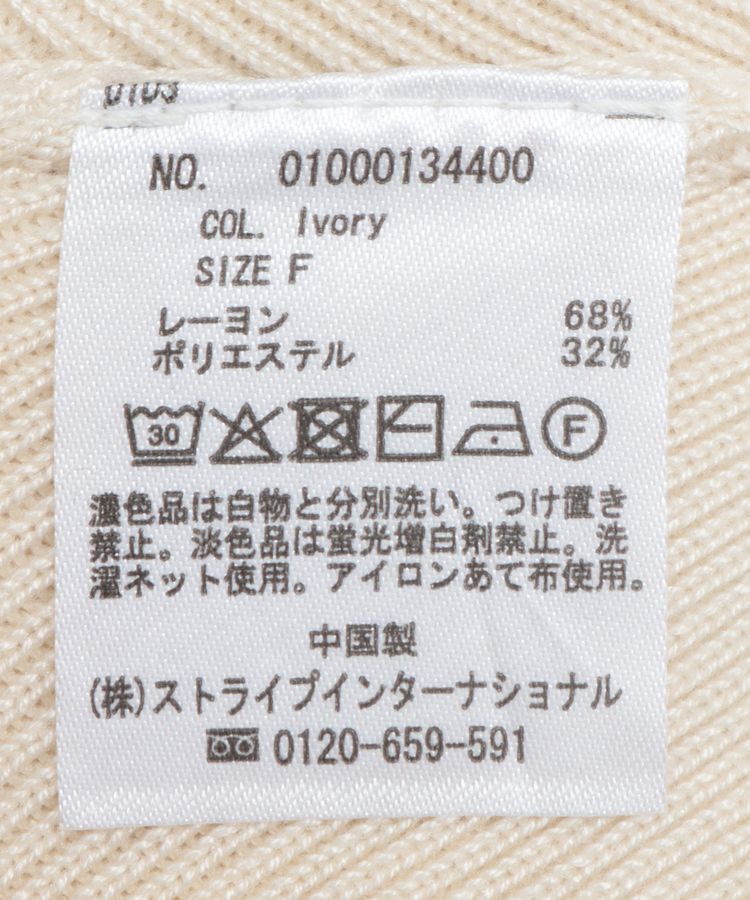 NO. 01000134400
COL. Ivory
SIZE F
レーヨン 68%
ポリエステル 32%
30 F
濃色品は白物と分別洗い。つけ置き
禁止。淡色品は蛍光増白剤禁止。洗
濯ネット使用。アイロンあて布使用。
中国製
(株)ストライプインターナショナル
0120-659-591